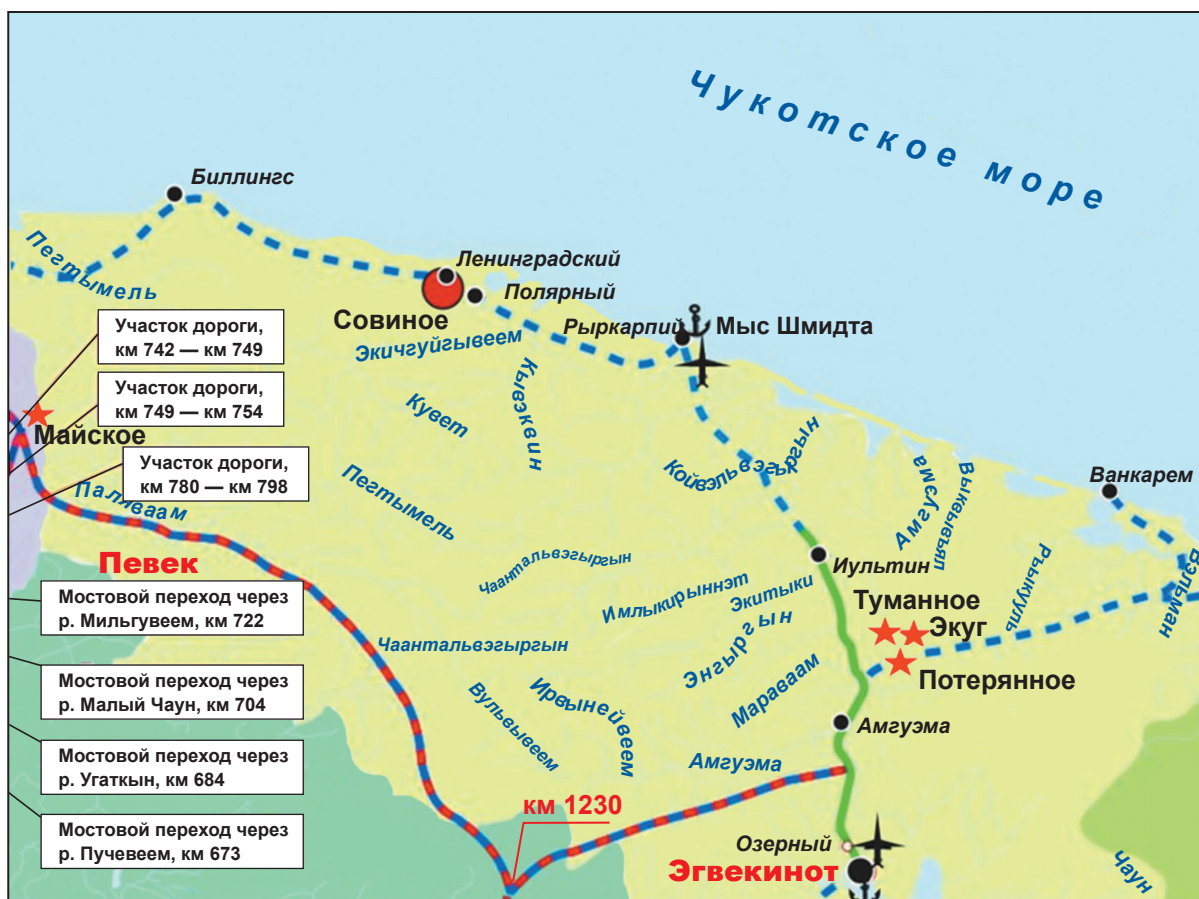 Чукотское море
Биллингс
Пегтымель
Ленинградский
Полярный
Совиное
Рыркарпий
Мыс Шмидта
Экичгуйгывеем
Участок дороги,
км 742 — км 749
Кывэквин
Участок дороги,
км 749 — км 754
Кувет
Майское
Участок дороги,
км 780 — км 798
Койвэльвэгыргын
Амгуэма
Ванкарем
Паляваам
Пегтымель
Певек
Чаантальвэгыргын
Иультин
Рыкууль
Вэльман
Мостовой переход через
р. Мильгувеем, км 722
Имлыкирыннэт
Экитыки
Туманное
Экуг
Чаантальвэгыргын
Энгыргын
Потерянное
Мостовой переход через
р. Малый Чаун, км 704
Ирвынейвеем
Вульвывеем
Мараваам
Амгуэма
Амгуэма
Мостовой переход через
р. Угаткын, км 684
км 1230
Мостовой переход через
р. Пучевеем, км 673
Озерный
Эгвекинот
Чаун